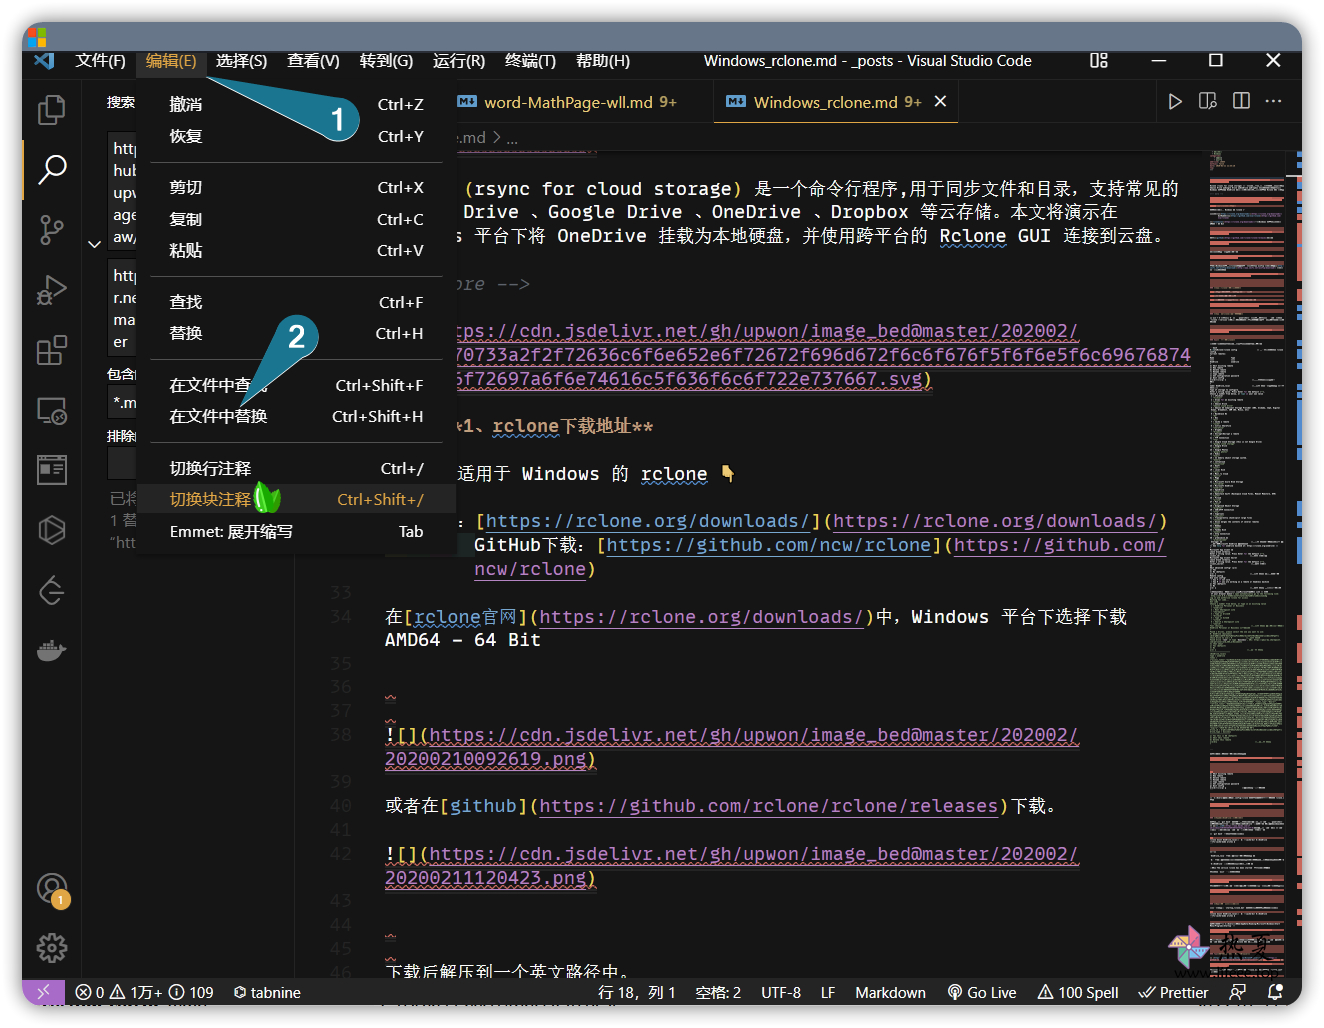 文件(F) 编辑(E) 选择(S) 查看(V) 转到(G) 运行(R) 终端(T) 帮助(H) Windows_rclone.md - _posts - Visual Studio Code
搜索
撤消 Ctrl+Z
恢复 Ctrl+Y
剪切 Ctrl+X
复制 Ctrl+C
粘贴 Ctrl+V
查找 Ctrl+F
替换 Ctrl+H
在文件中查 Ctrl+Shift+F
在文件中替换 Ctrl+Shift+H
切换行注释 Ctrl+/
切换块注释 Ctrl+Shift+/
Emmet: 展开缩写 Tab
1
2
htt
hub
upw
age
aw/
htt
r.ne
ma
er
包含
*.m
排除
已将
1 替
"htt
word-MathPage-wll.md 9+ Windows_rclone.md 9+
e.md > ...
(rsync for cloud storage) 是一个命令行程序,用于同步文件和目录，支持常见的
Drive 、Google Drive 、OneDrive 、Dropbox 等云存储。本文将演示在
s 平台下将 OneDrive 挂载为本地硬盘，并使用跨平台的 Rclone GUI 连接到云盘。
ore -->
tps://cdn.jsdelivr.net/gh/upwon/image_bed@master/202002/
70733a2f2f72636c6f6e652e6f72672f696d672f6c6f676f5f6f6e5f6c69676874
6f72697a6f6e74616c5f636f6c6f722e737667.svg)
*1、rclone下载地址**
适用于 Windows 的 rclone 👇
：[https://rclone.org/downloads/](https://rclone.org/downloads/)
GitHub下载：[https://github.com/ncw/rclone](https://github.com/
ncw/rclone)
33
34 在[rclone官网](https://rclone.org/downloads/)中，Windows 平台下选择下载
AMD64 - 64 Bit
35
36
37
38 ![](https://cdn.jsdelivr.net/gh/upwon/image_bed@master/202002/
20200210092619.png)
39
40 或者在[github](https://github.com/rclone/rclone/releases)下载。
41
42 ![](https://cdn.jsdelivr.net/gh/upwon/image_bed@master/202002/
20200211120423.png)
43
44
45
46 下载后解压到一个英文路径中。
1
0 1万+ 109 tabnine 行 18，列 1 空格: 2 UTF-8 LF Markdown Go Live 100 Spell Prettier